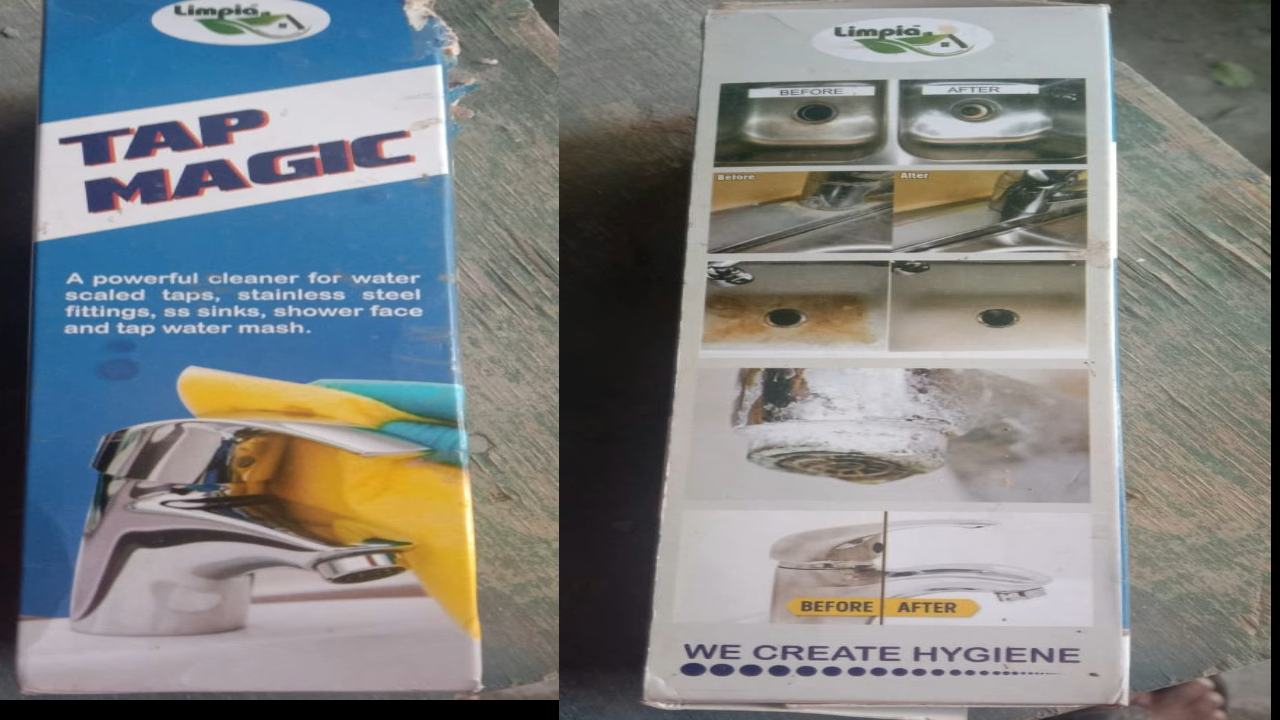 Limpia
TAP
MAGIC
A powerful cleaner for water
scaled taps, stainless steel
fittings, ss sinks, shower face
and tap water mash.
Limpia
BEFORE
AFTER
Before
After
BEFORE
AFTER
WE CREATE HYGIENE